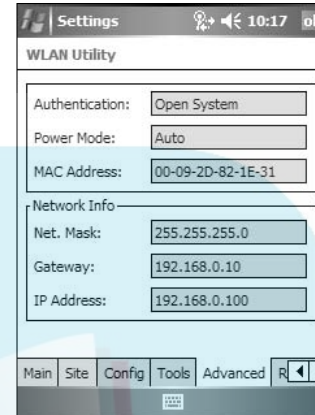 Settings 10:17 ok
WLAN Utility
Authentication: Open System
Power Mode: Auto
MAC Address: 00-09-2D-82-1E-31
Network Info
Net. Mask: 255.255.255.0
Gateway: 192.168.0.10
IP Address: 192.168.0.100
Main Site Config Tools Advanced R